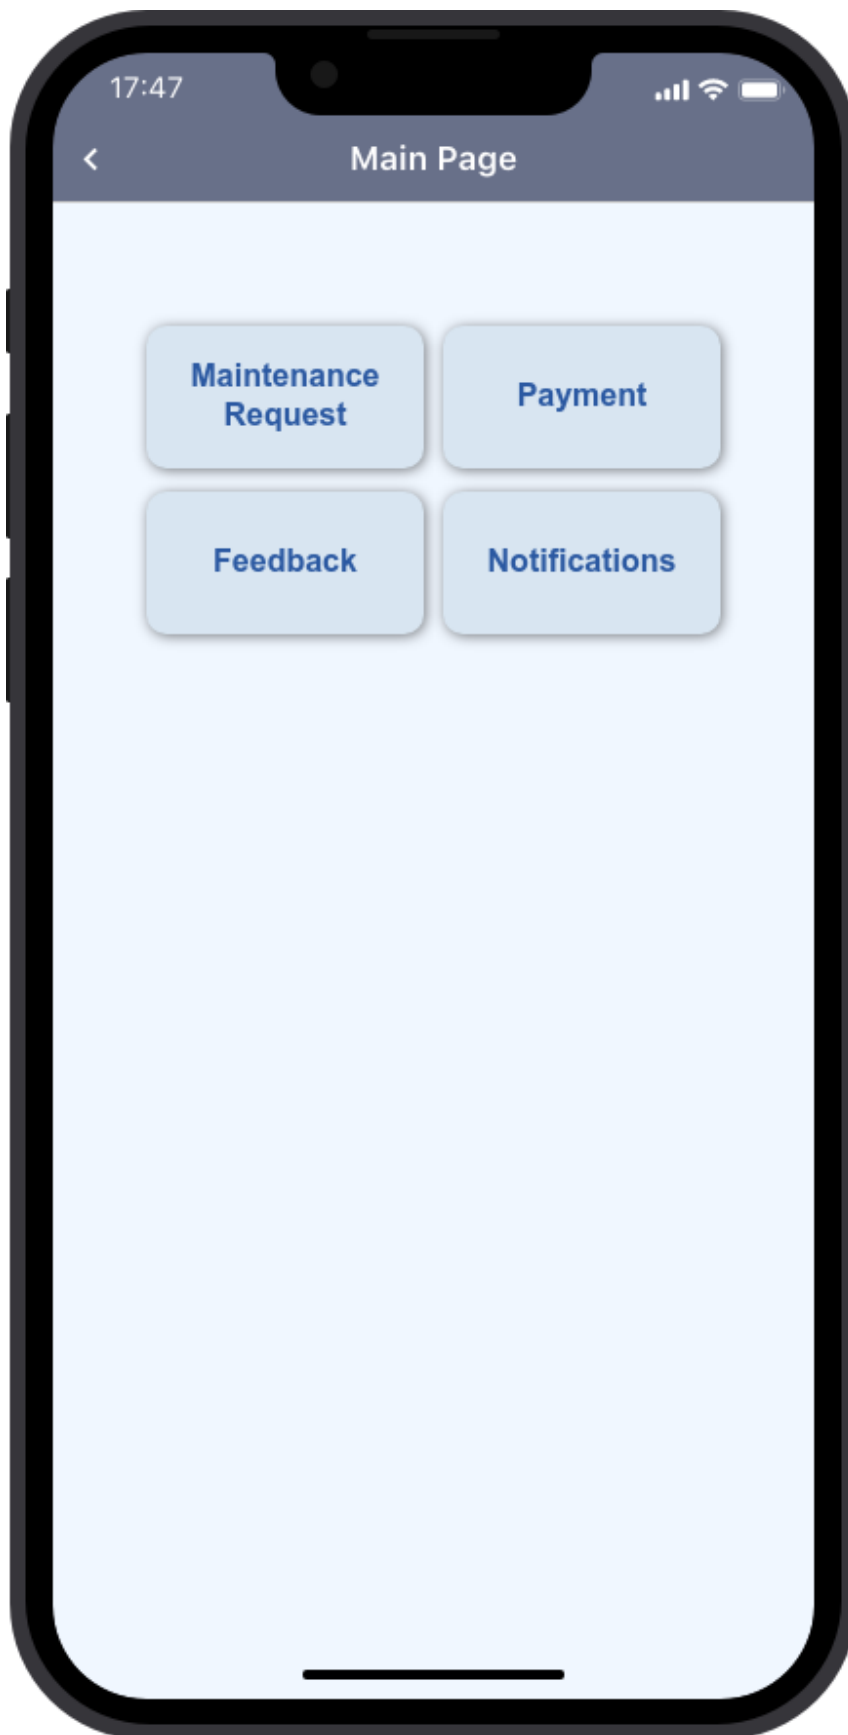 17:47
Main Page
Maintenance
Request
Payment
Feedback
Notifications